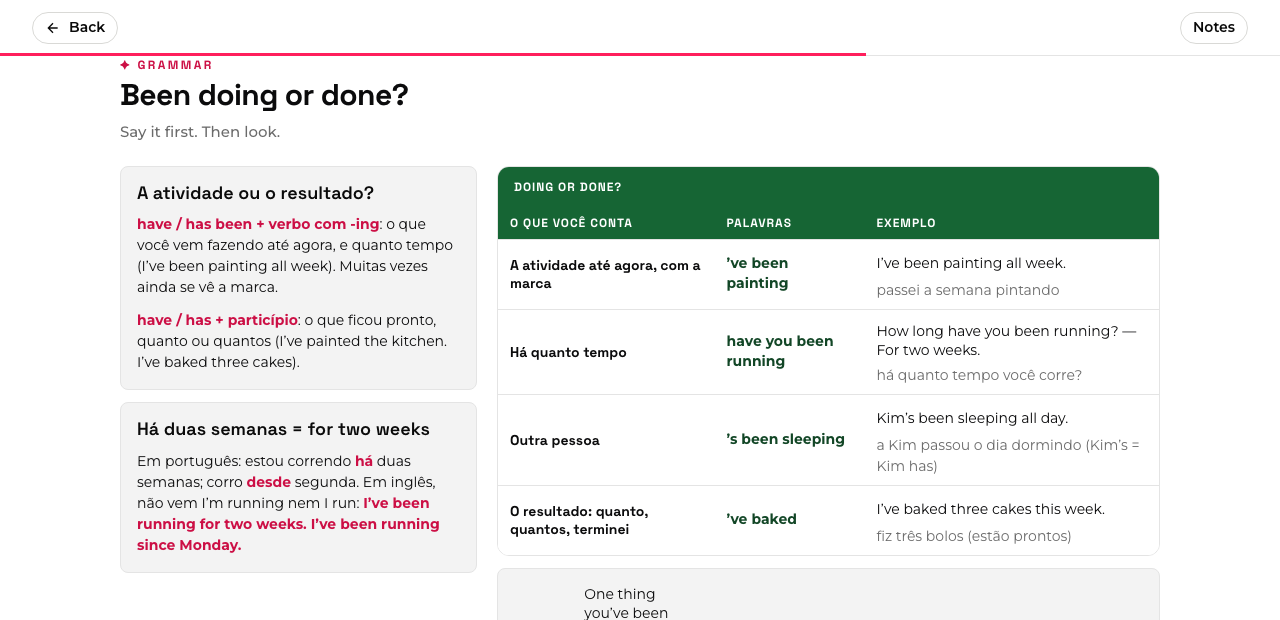 Back
Notes
GRAMMAR
Been doing or done?
Say it first. Then look.
A atividade ou o resultado?
have / has been + verbo com -ing: o que
você vem fazendo até agora, e quanto tempo
(I’ve been painting all week). Muitas vezes
ainda se vê a marca.
have / has + particípio: o que ficou pronto,
quanto ou quantos (I’ve painted the kitchen.
I’ve baked three cakes).
Há duas semanas = for two weeks
Em português: estou correndo há duas
semanas; corro desde segunda. Em inglês,
não vem I’m running nem I run: I’ve been
running for two weeks. I’ve been running
since Monday.
DOING OR DONE?
O QUE VOCÊ CONTA PALAVRAS EXEMPLO
A atividade até agora, com a
marca
’ve been
painting
I’ve been painting all week.
passei a semana pintando
Há quanto tempo
have you been
running
How long have you been running? —
For two weeks.
há quanto tempo você corre?
Outra pessoa
’s been sleeping
Kim’s been sleeping all day.
a Kim passou o dia dormindo (Kim’s =
Kim has)
O resultado: quanto,
quantos, terminei
’ve baked
I’ve baked three cakes this week.
fiz três bolos (estão prontos)
One thing
you’ve been